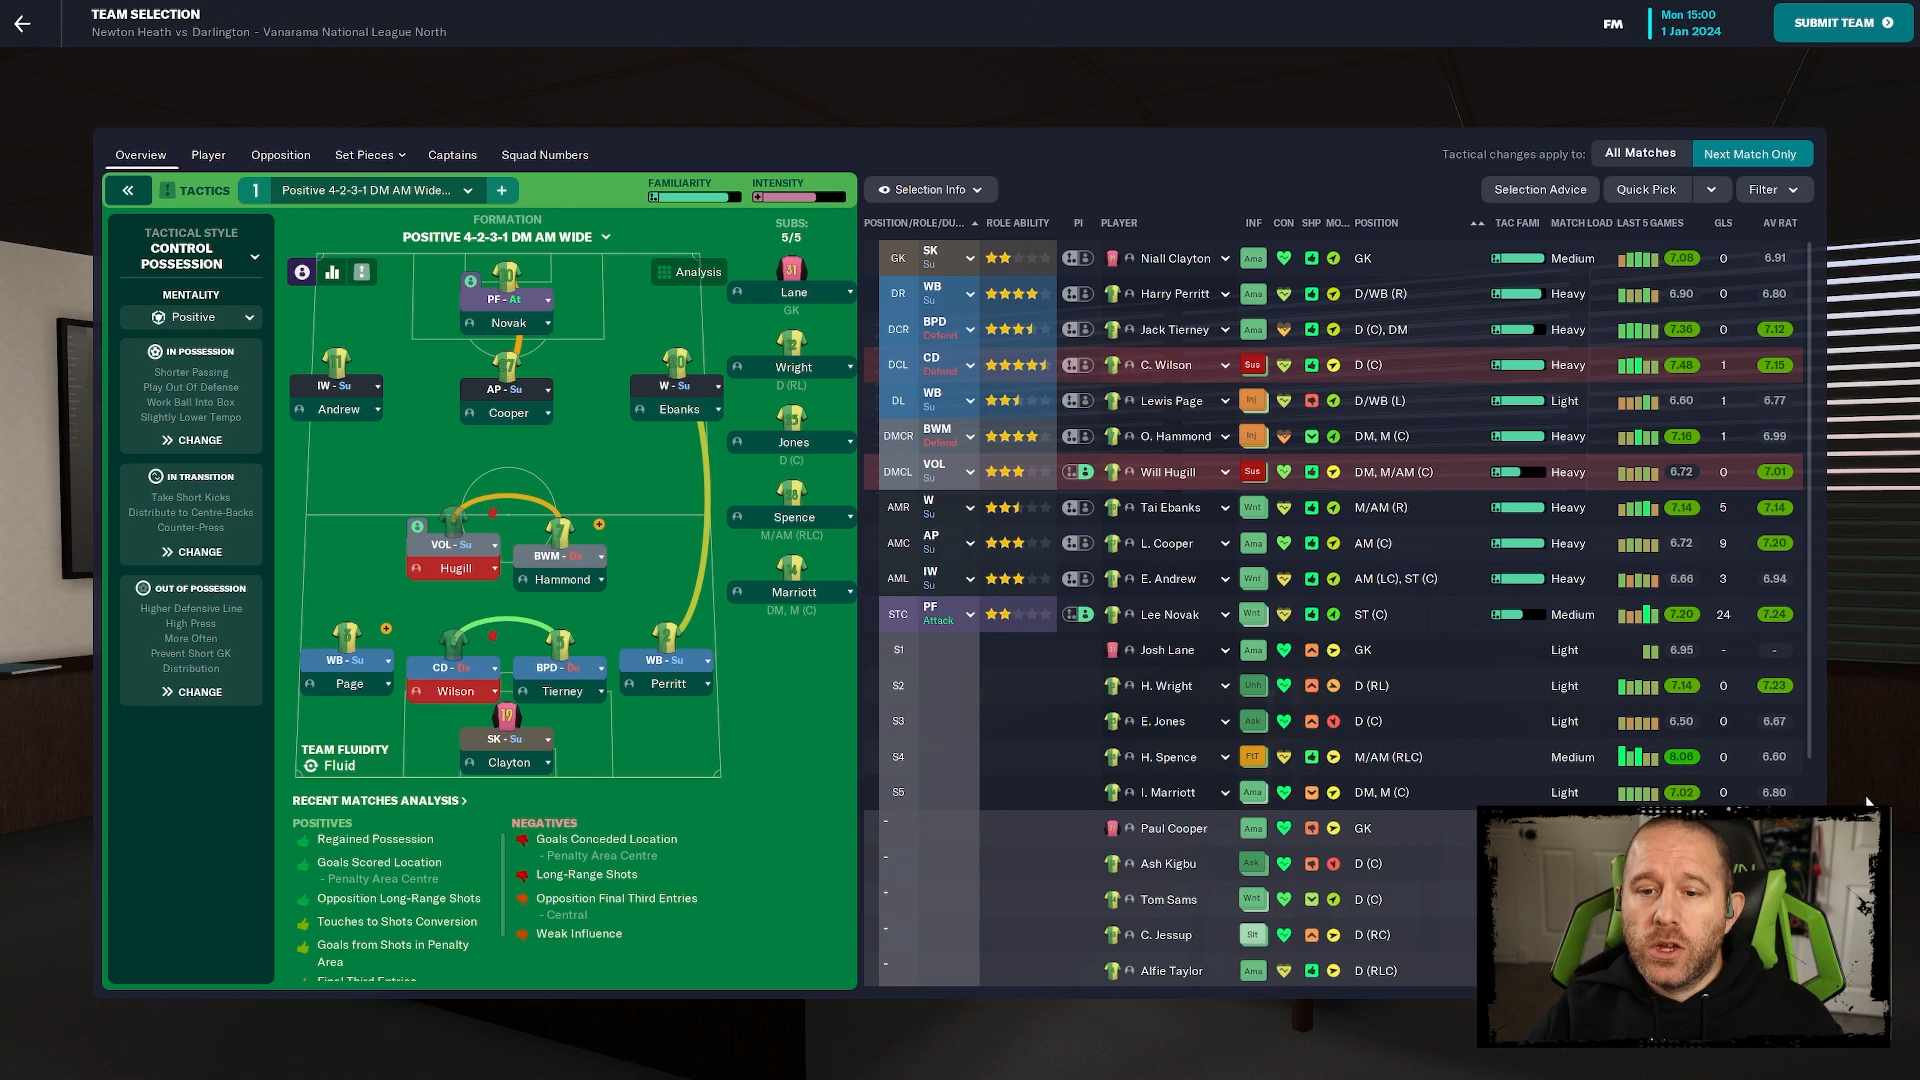 TEAM SELECTION
Newton Heath vs Darlington - Vanarama National League North
FM
Mon 15:00
1 Jan 2024
SUBMIT TEAM
Overview Player Opposition Set Pieces Captains Squad Numbers
Tactical changes apply to: All Matches Next Match Only
TACTICS 1 Positive 4-2-3-1 DM AM Wide... +
FAMILIARITY INTENSITY
TACTICAL STYLE
CONTROL
POSSESSION
MENTALITY
Positive
IN POSSESSION
Shorter Passing
Play Out Of Defense
Work Ball Into Box
Slightly Lower Tempo
CHANGE
IN TRANSITION
Take Short Kicks
Distribute to Centre-Backs
Counter-Press
CHANGE
OUT OF POSSESSION
Higher Defensive Line
High Press
More Often
Prevent Short GK
Distribution
CHANGE
FORMATION
POSITIVE 4-2-3-1 DM AM WIDE
Analysis
PF - At
Novak
IW - Su
Andrew
AP - Su
Cooper
W - Su
Ebanks
VOL - Su
Hugill
7
BWM - De
Hammond
WB - Su
Page
CD - De
Wilson
BPD - De
Tierney
2
WB - Su
Perritt
19
SK - Su
Clayton
TEAM FLUIDITY
Fluid
SUBS:
5/5
31
Lane
GK
Wright
D (RL)
Jones
D (C)
Spence
M/AM (RLC)
Marriott
DM, M (C)
RECENT MATCHES ANALYSIS
POSITIVES
Regained Possession
Goals Scored Location
- Penalty Area Centre
Opposition Long-Range Shots
Touches to Shots Conversion
Goals from Shots in Penalty
Area
Final Third Entries
NEGATIVES
Goals Conceded Location
- Penalty Area Centre
Long-Range Shots
Opposition Final Third Entries
- Central
Weak Influence
Selection Info Selection Advice Quick Pick Filter
POSITION/ROLE/DU... ROLE ABILITY PI PLAYER INF CON SHP MO... POSITION TAC FAMI MATCH LOAD LAST 5 GAMES GLS AV RAT
GK SK Su Niall Clayton Ama GK Medium 7.08 0 6.91
DR WB Su Harry Perritt Ama D/WB (R) Heavy 6.90 0 6.80
DCR BPD Defend Jack Tierney Ama D (C), DM Heavy 7.36 0 7.12
DCL CD Defend C. Wilson Sus D (C) Heavy 7.48 1 7.15
DL WB Su Lewis Page Inj D/WB (L) Light 6.60 1 6.77
DMCR BWM Defend O. Hammond Inj DM, M (C) Heavy 7.16 1 6.99
DMCL VOL Su Will Hugill Sus DM, M/AM (C) Heavy 6.72 0 7.01
AMR W Su Tai Ebanks Wnt M/AM (R) Heavy 7.14 5 7.14
AMC AP Su L. Cooper Ama AM (C) Heavy 6.72 9 7.20
AML IW Su E. Andrew Wnt AM (LC), ST (C) Heavy 6.66 3 6.94
STC PF Attack Lee Novak Wnt ST (C) Medium 7.20 24 7.24
S1 Josh Lane Ama GK Light 6.95 - -
S2 H. Wright Unh D (RL) Light 7.14 0 7.23
S3 E. Jones Ask D (C) Light 6.50 0 6.67
S4 H. Spence FtT M/AM (RLC) Medium 8.06 0 6.60
S5 I. Marriott Ama DM, M (C) Light 7.02 0 6.80
- Paul Cooper Ama GK
- Ash Kigbu Ask D (C)
- Tom Sams Wnt D (C)
- C. Jessup Slt D (RC)
- Alfie Taylor Ama D (RLC)